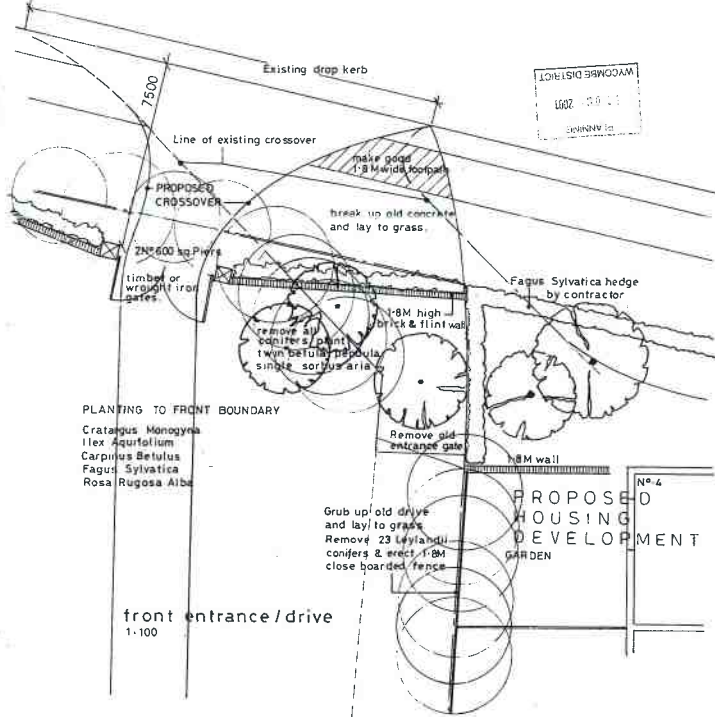 Existing drop kerb
7500
WYCOMBE DISTRICT
2001
PLANNING
Line of existing crossover
make good
1·8M wide footpath
PROPOSED
CROSSOVER
break up old concrete
and lay to grass.
2Nº 600 sq.Piers
timber or
wrought iron
gates.
Fagus Sylvatica hedge
by contractor
1·8M high
brick & flint wall
remove all
conifers plant
twin betula pendula
single sorbus aria
PLANTING TO FRONT BOUNDARY
Crataegus Monogyna
Ilex Aquifolium
Carpinus Betulus
Fagus Sylvatica
Rosa Rugosa Alba
Remove old
entrance gate
1·8M wall
Nº 4
PROPOSED
HOUSING
DEVELOPMENT
GARDEN
Grub up old drive
and lay to grass
Remove 23 Leylandii
conifers & erect 1·8M
close boarded fence
front entrance/drive
1·100